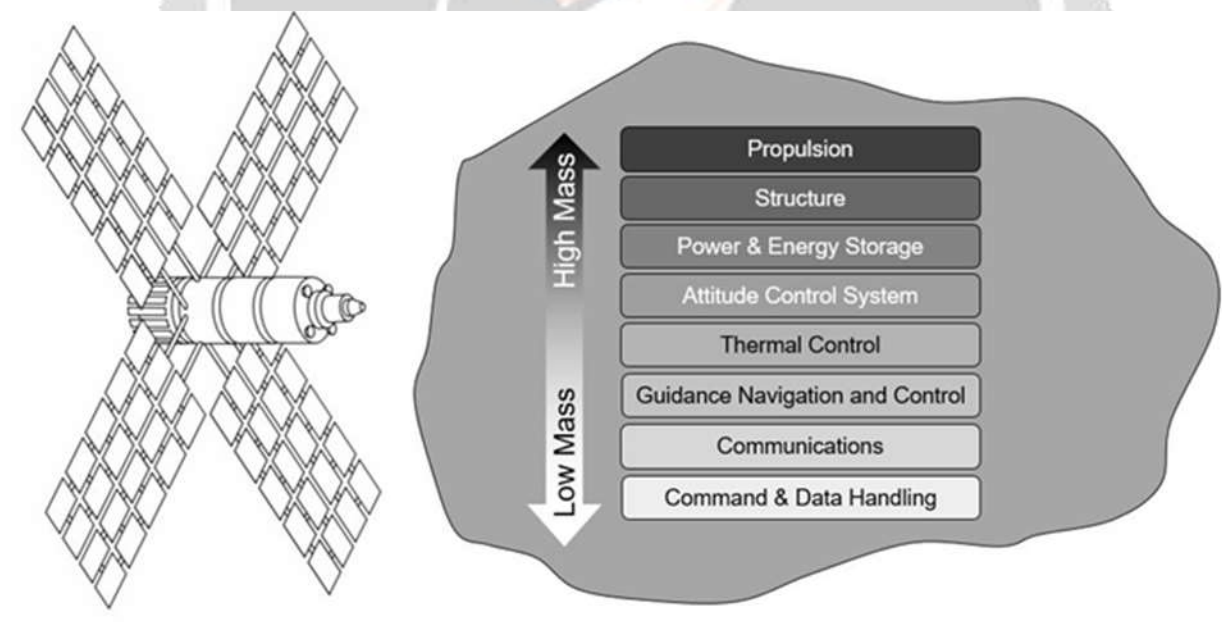 High Mass
Low Mass
Propulsion
Structure
Power & Energy Storage
Attitude Control System
Thermal Control
Guidance Navigation and Control
Communications
Command & Data Handling